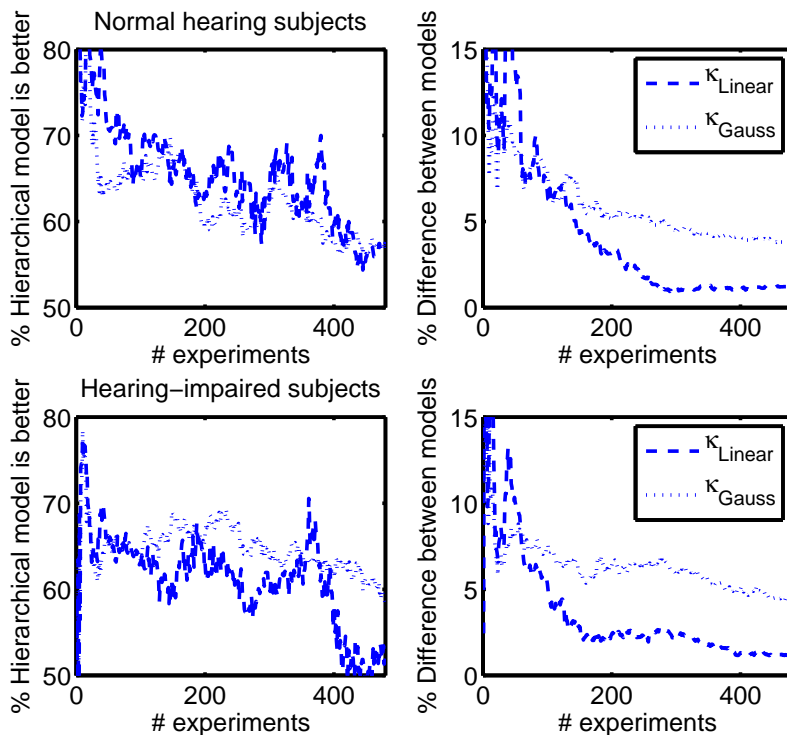 Normal hearing subjects
% Hierarchical model is better
80
70
60
50
0
200
400
# experiments
% Difference between models
15
10
5
0
0
200
400
# experiments
κLinear
κGauss
Hearing−impaired subjects
% Hierarchical model is better
80
70
60
50
0
200
400
# experiments
% Difference between models
15
10
5
0
0
200
400
# experiments
κLinear
κGauss